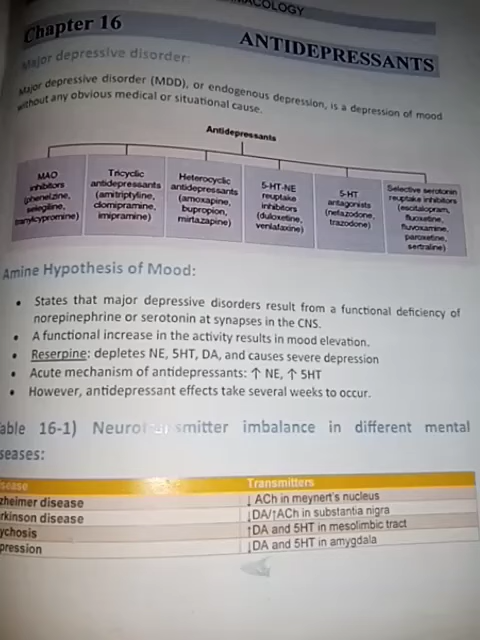 COLOGY
Chapter 16
ANTIDEPRESSANTS
Major depressive disorder:
Major depressive disorder (MDD), or endogenous depression, is a depression of mood
without any obvious medical or situational cause.
Antidepressants
MAO
inhibitors
(phenelzine,
selegiline,
tranylcypromine)
Tricyclic
antidepressants
(amitriptyline,
clomipramine,
imipramine)
Heterocyclic
antidepressants
(amoxapine,
bupropion,
mirtazapine)
5-HT-NE
reuptake
inhibitors
(duloxetine,
venlafaxine)
5-HT
antagonists
(nefazodone,
trazodone)
Selective serotonin
reuptake inhibitors
(escitalopram,
fluoxetine,
fluvoxamine,
paroxetine,
sertraline)
Amine Hypothesis of Mood:
• States that major depressive disorders result from a functional deficiency of
norepinephrine or serotonin at synapses in the CNS.
• A functional increase in the activity results in mood elevation.
• Reserpine: depletes NE, 5HT, DA, and causes severe depression
• Acute mechanism of antidepressants: ↑ NE, ↑ 5HT
• However, antidepressant effects take several weeks to occur.
able 16-1) Neurotransmitter imbalance in different mental
seases:
sease Transmitters
zheimer disease ↓ ACh in meynert's nucleus
rkinson disease ↓DA/↑ACh in substantia nigra
ychosis ↑DA and 5HT in mesolimbic tract
pression ↓DA and 5HT in amygdala